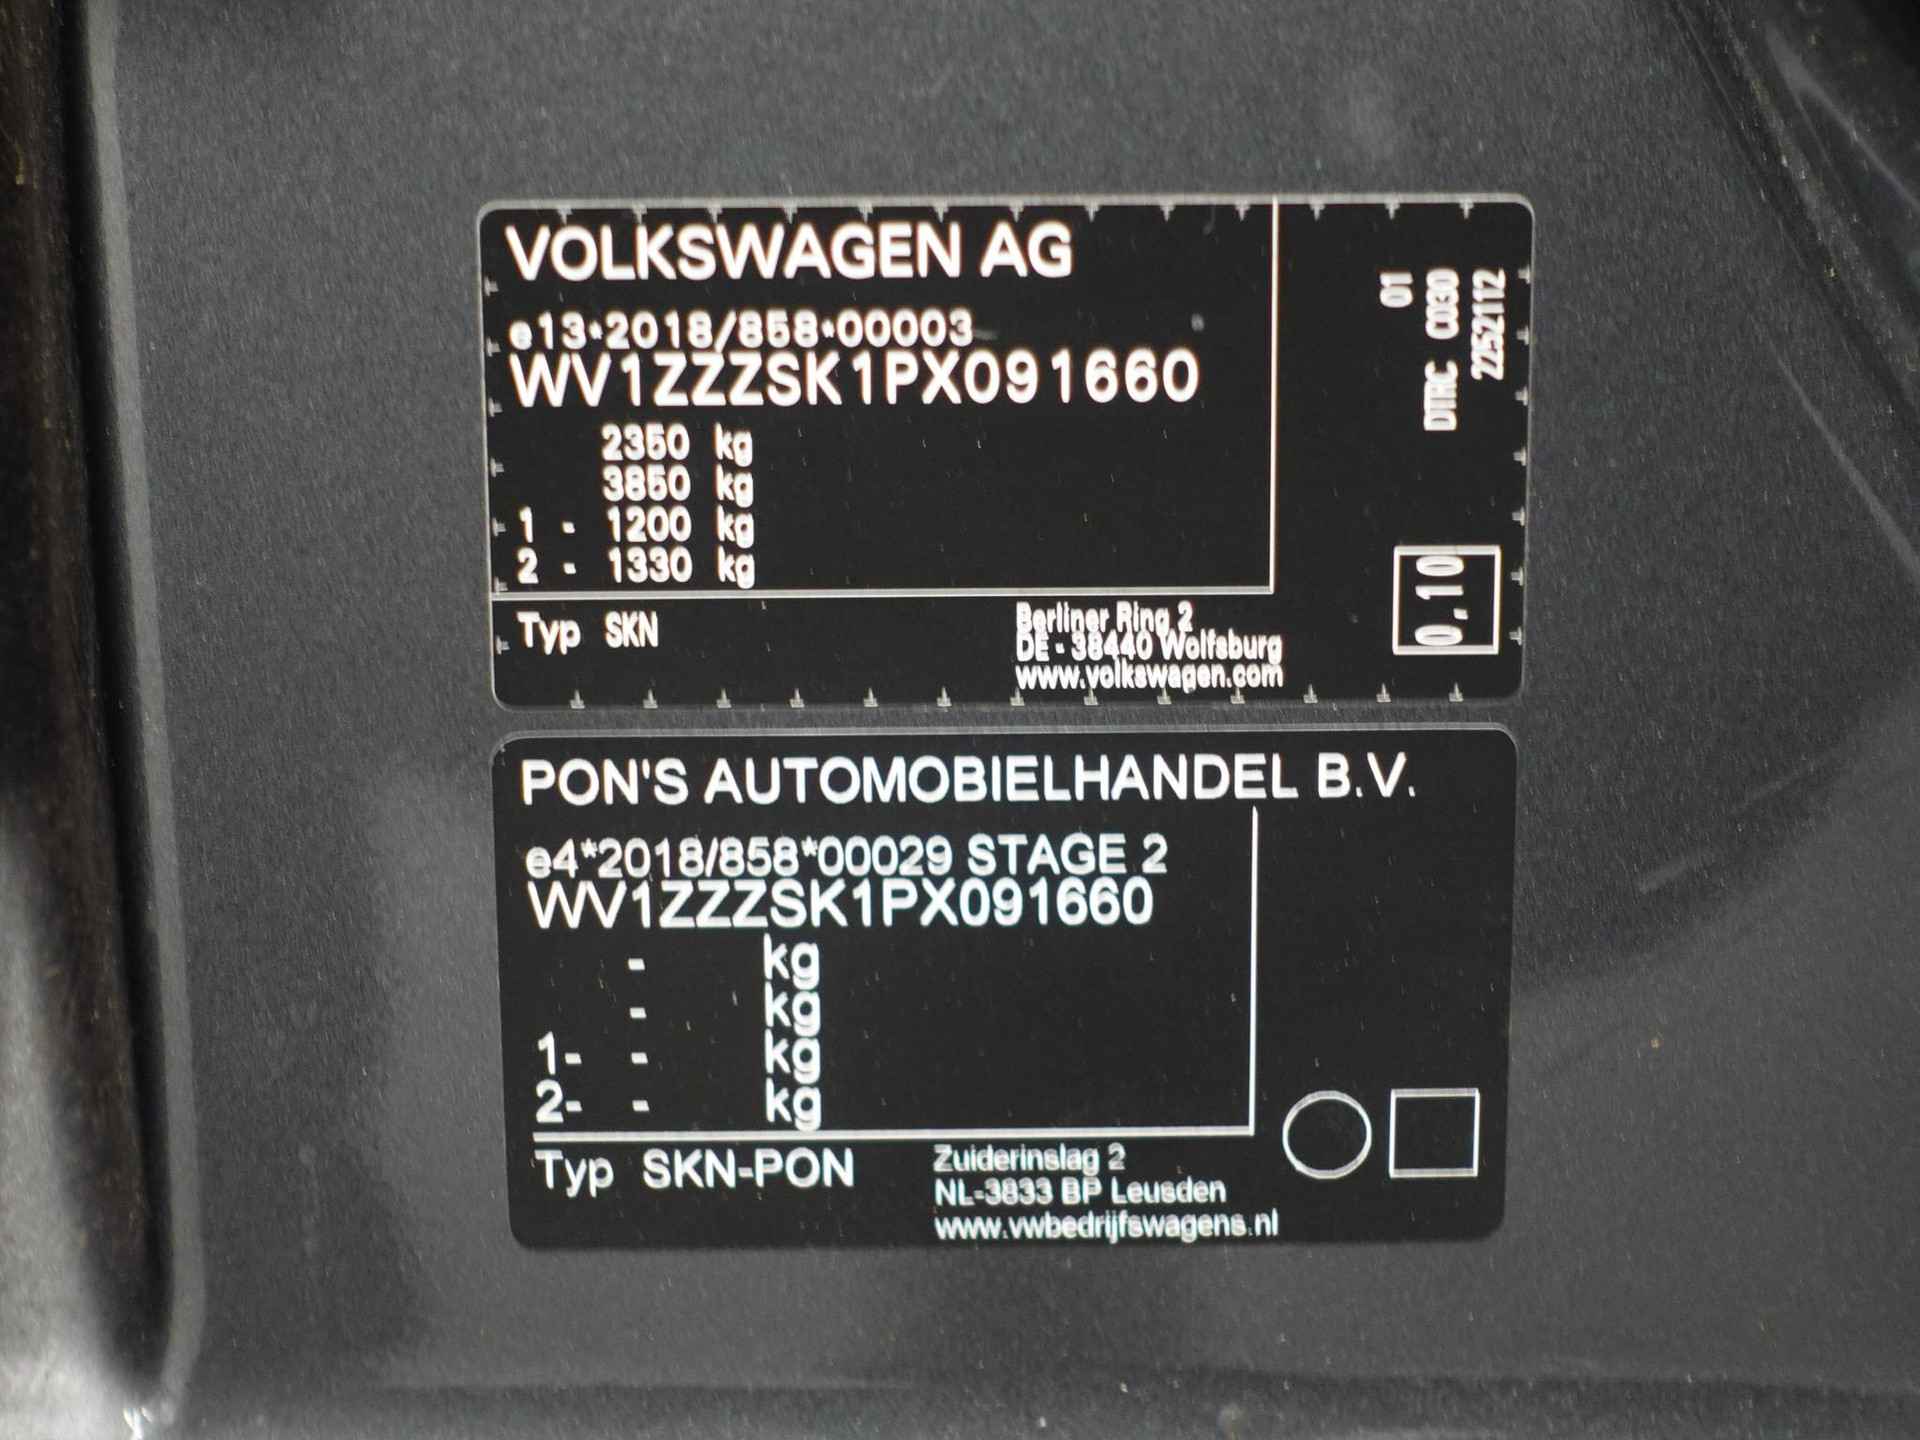 VOLKSWAGEN AG
e13*2018/858*00003
WV1ZZZSK1PX091660
2350 kg
3850 kg
1 - 1200 kg
2 - 1330 kg
Typ SKN
Berliner Ring 2
DE - 38440 Wolfsburg
www.volkswagen.com
01
DTRC C030
2252112
0,10
PON'S AUTOMOBIELHANDEL B.V.
e4*2018/858*00029 STAGE 2
WV1ZZZSK1PX091660
- kg
- kg
1- - kg
2- - kg
Typ SKN-PON
Zuiderinslag 2
NL-3833 BP Leusden
www.vwbedrijfswagens.nl